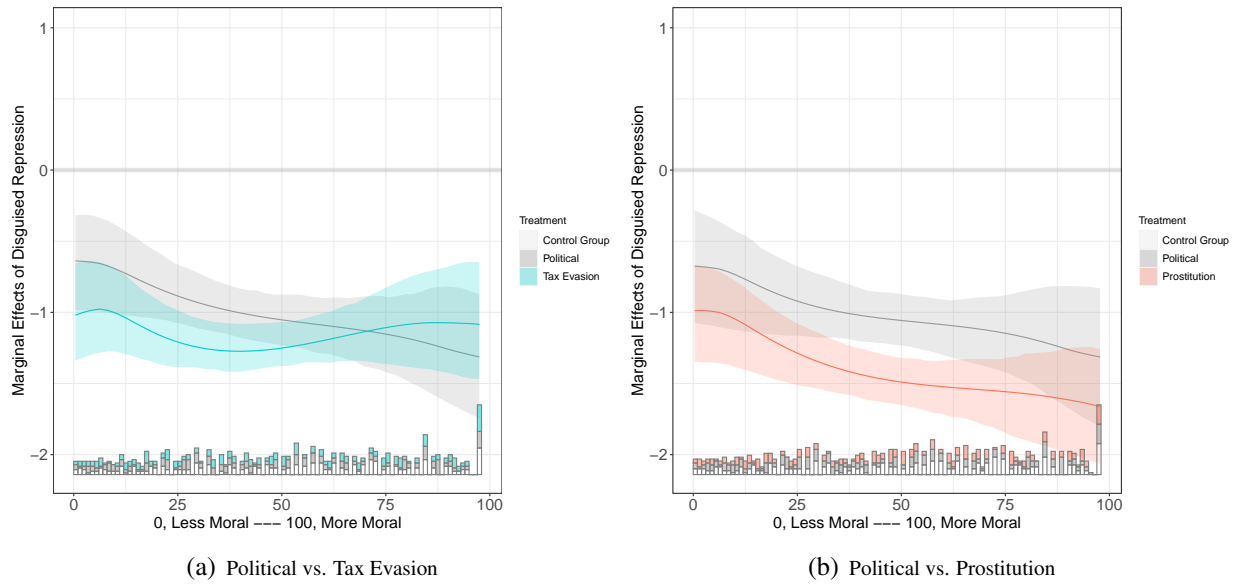 1
0
−1
−2
Marginal Effects of Disguised Repression
0 25 50 75 100
0, Less Moral −−− 100, More Moral
Treatment
Control Group
Political
Tax Evasion
(a) Political vs. Tax Evasion
1
0
−1
−2
Marginal Effects of Disguised Repression
0 25 50 75 100
0, Less Moral −−− 100, More Moral
Treatment
Control Group
Political
Prostitution
(b) Political vs. Prostitution